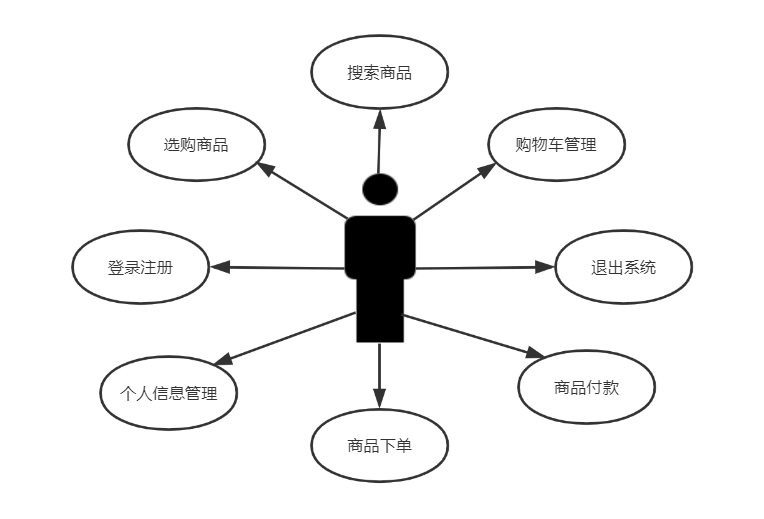 搜索商品
选购商品
购物车管理
登录注册
退出系统
个人信息管理
商品付款
商品下单